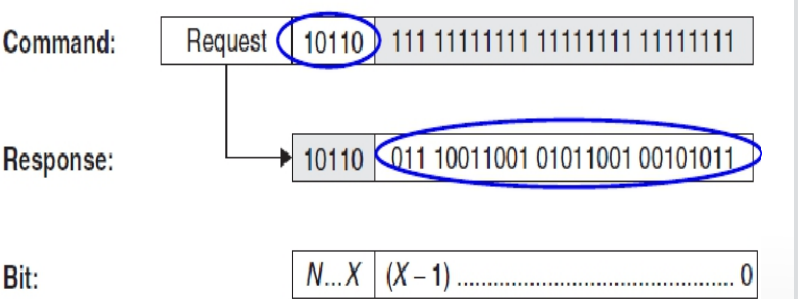 Command: Request 10110 111 11111111 11111111 11111111
Response: 10110 011 10011001 01011001 00101011
Bit: N...X (X – 1) ............................................. 0